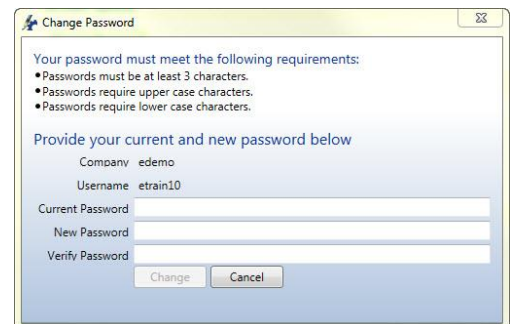 Change Password
Your password must meet the following requirements:
•Passwords must be at least 3 characters.
•Passwords require upper case characters.
•Passwords require lower case characters.
Provide your current and new password below
Company edemo
Username etrain10
Current Password
New Password
Verify Password
Change Cancel